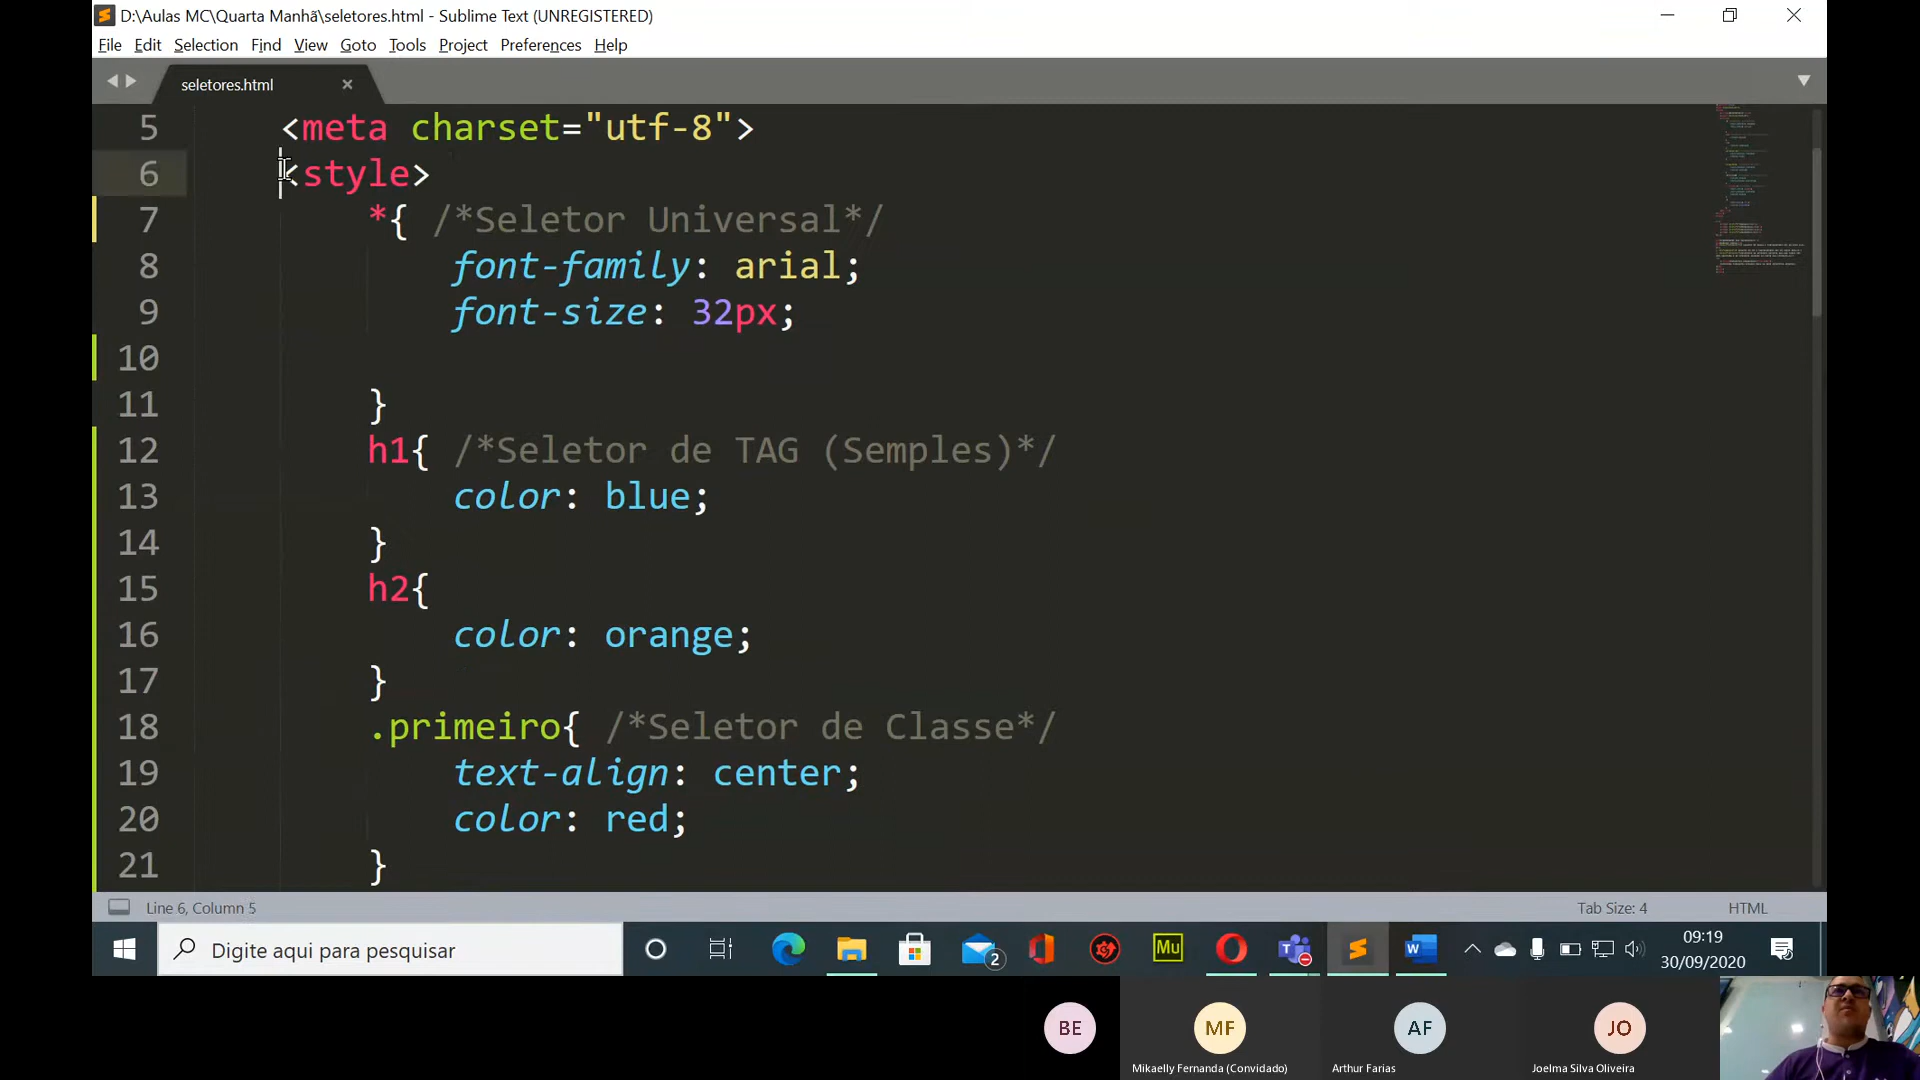 D:\Aulas MC\Quarta Manhã\seletores.html - Sublime Text (UNREGISTERED)
File Edit Selection Find View Goto Tools Project Preferences Help
seletores.html
5 <meta charset="utf-8">
6 <style>
7 *{ /*Seletor Universal*/
8 font-family: arial;
9 font-size: 32px;
10
11 }
12 h1{ /*Seletor de TAG (Semples)*/
13 color: blue;
14 }
15 h2{
16 color: orange;
17 }
18 .primeiro{ /*Seletor de Classe*/
19 text-align: center;
20 color: red;
21 }
Line 6, Column 5 Tab Size: 4 HTML
Digite aqui para pesquisar
2
Mu
W
09:19
30/09/2020
BE MF AF JO
Mikaelly Fernanda (Convidado) Arthur Farias Joelma Silva Oliveira